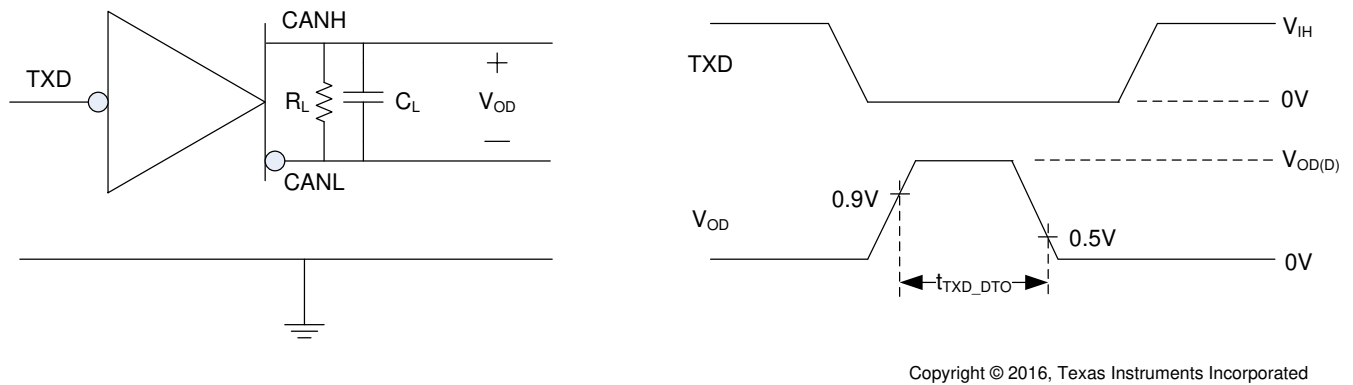 CANH
TXD
R_L
C_L
+
V_OD
—
CANL
TXD
V_IH
0V
V_OD
0.9V
V_OD(D)
0.5V
0V
t_TXD_DTO
Copyright © 2016, Texas Instruments Incorporated